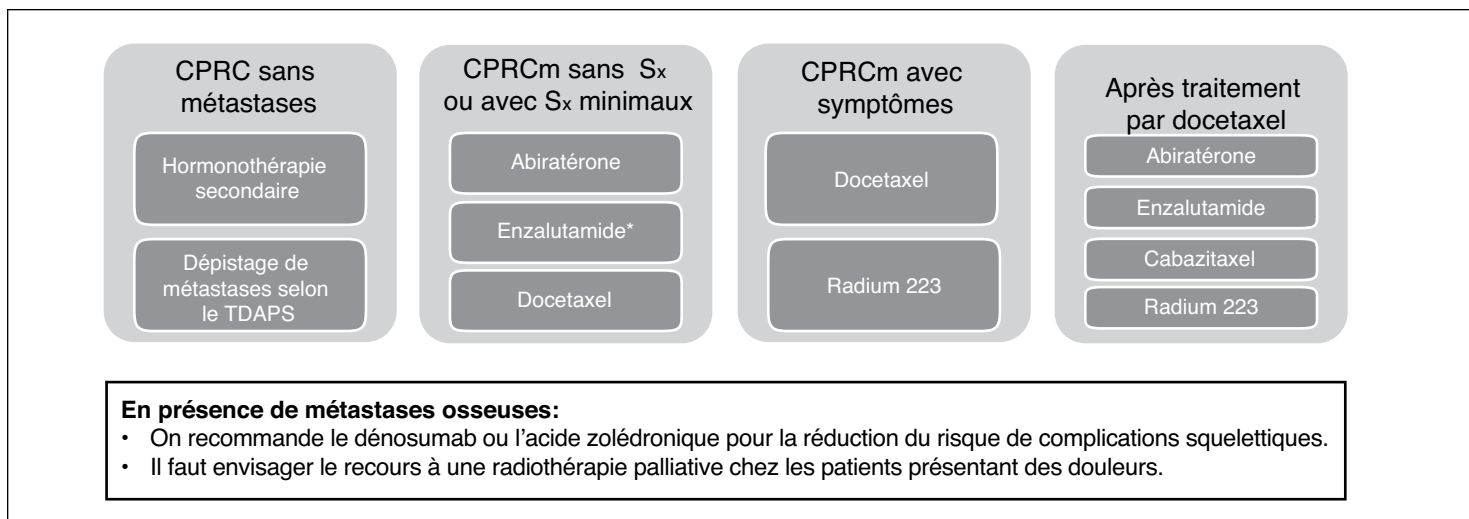 CPRC sans
métastases
Hormonothérapie
secondaire
Dépistage de
métastases selon
le TDAPS
CPRCm sans Sx
ou avec Sx minimaux
Abiratérone
Enzalutamide*
Docetaxel
CPRCm avec
symptômes
Docetaxel
Radium 223
Après traitement
par docetaxel
Abiratérone
Enzalutamide
Cabazitaxel
Radium 223
En présence de métastases osseuses:
• On recommande le dénosumab ou l'acide zolédronique pour la réduction du risque de complications squelettiques.
• Il faut envisager le recours à une radiothérapie palliative chez les patients présentant des douleurs.